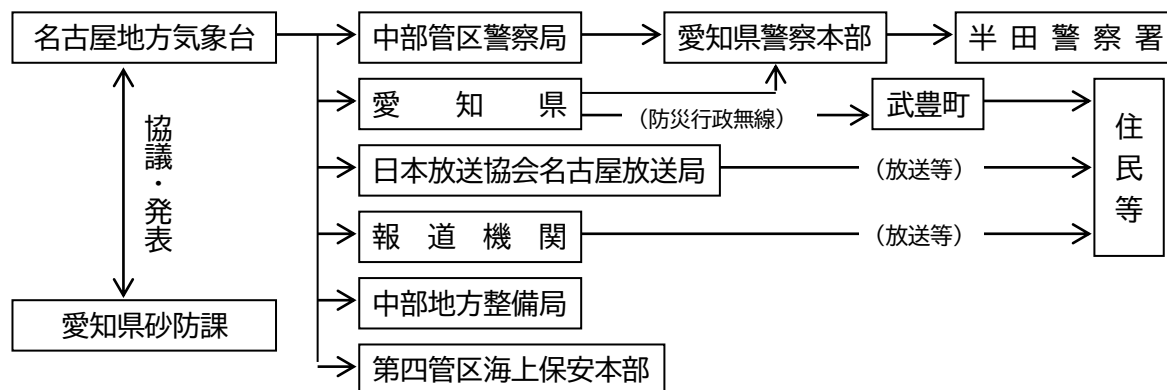 名古屋地方気象台
中部管区警察局
愛知県警察本部
半田警察署
愛知県
（防災行政無線）
武豊町
住民等
協議・発表
日本放送協会名古屋放送局
（放送等）
報道機関
（放送等）
中部地方整備局
愛知県砂防課
第四管区海上保安本部